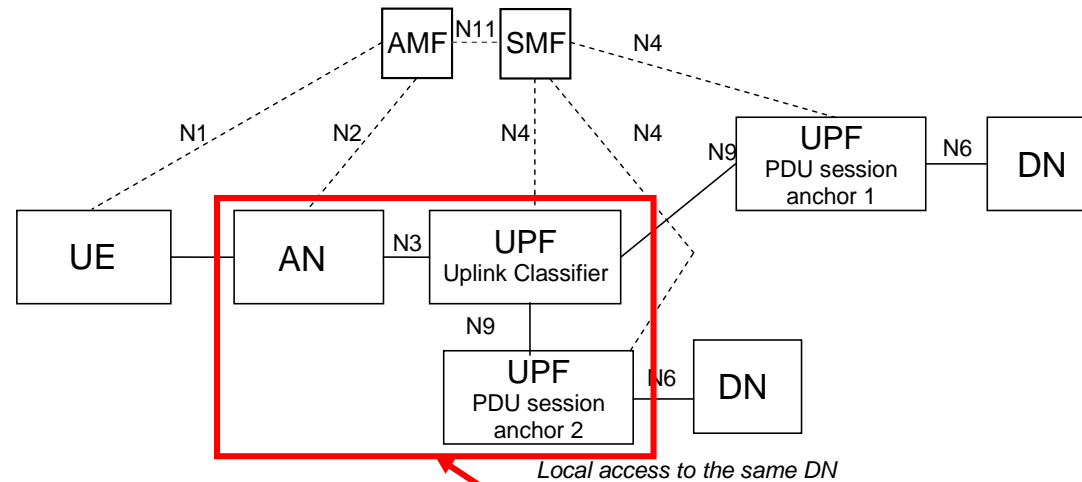 AMF
N11
SMF
N4
N1
N2
N4
N4
UPF
PDU session
anchor 1
N9
N6
DN
UE
AN
N3
UPF
Uplink Classifier
N9
UPF
PDU session
anchor 2
N6
DN
Local access to the same DN